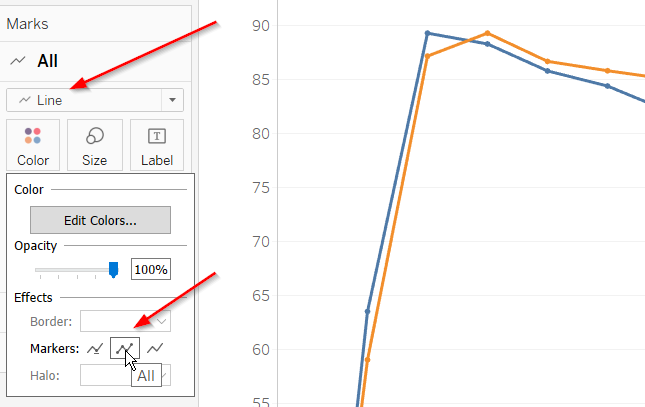 Marks
All
Line
Color Size Label
Color
Edit Colors...
Opacity
100%
Effects
Border:
Markers:
All
Halo:
90
85
80
75
70
65
60
55